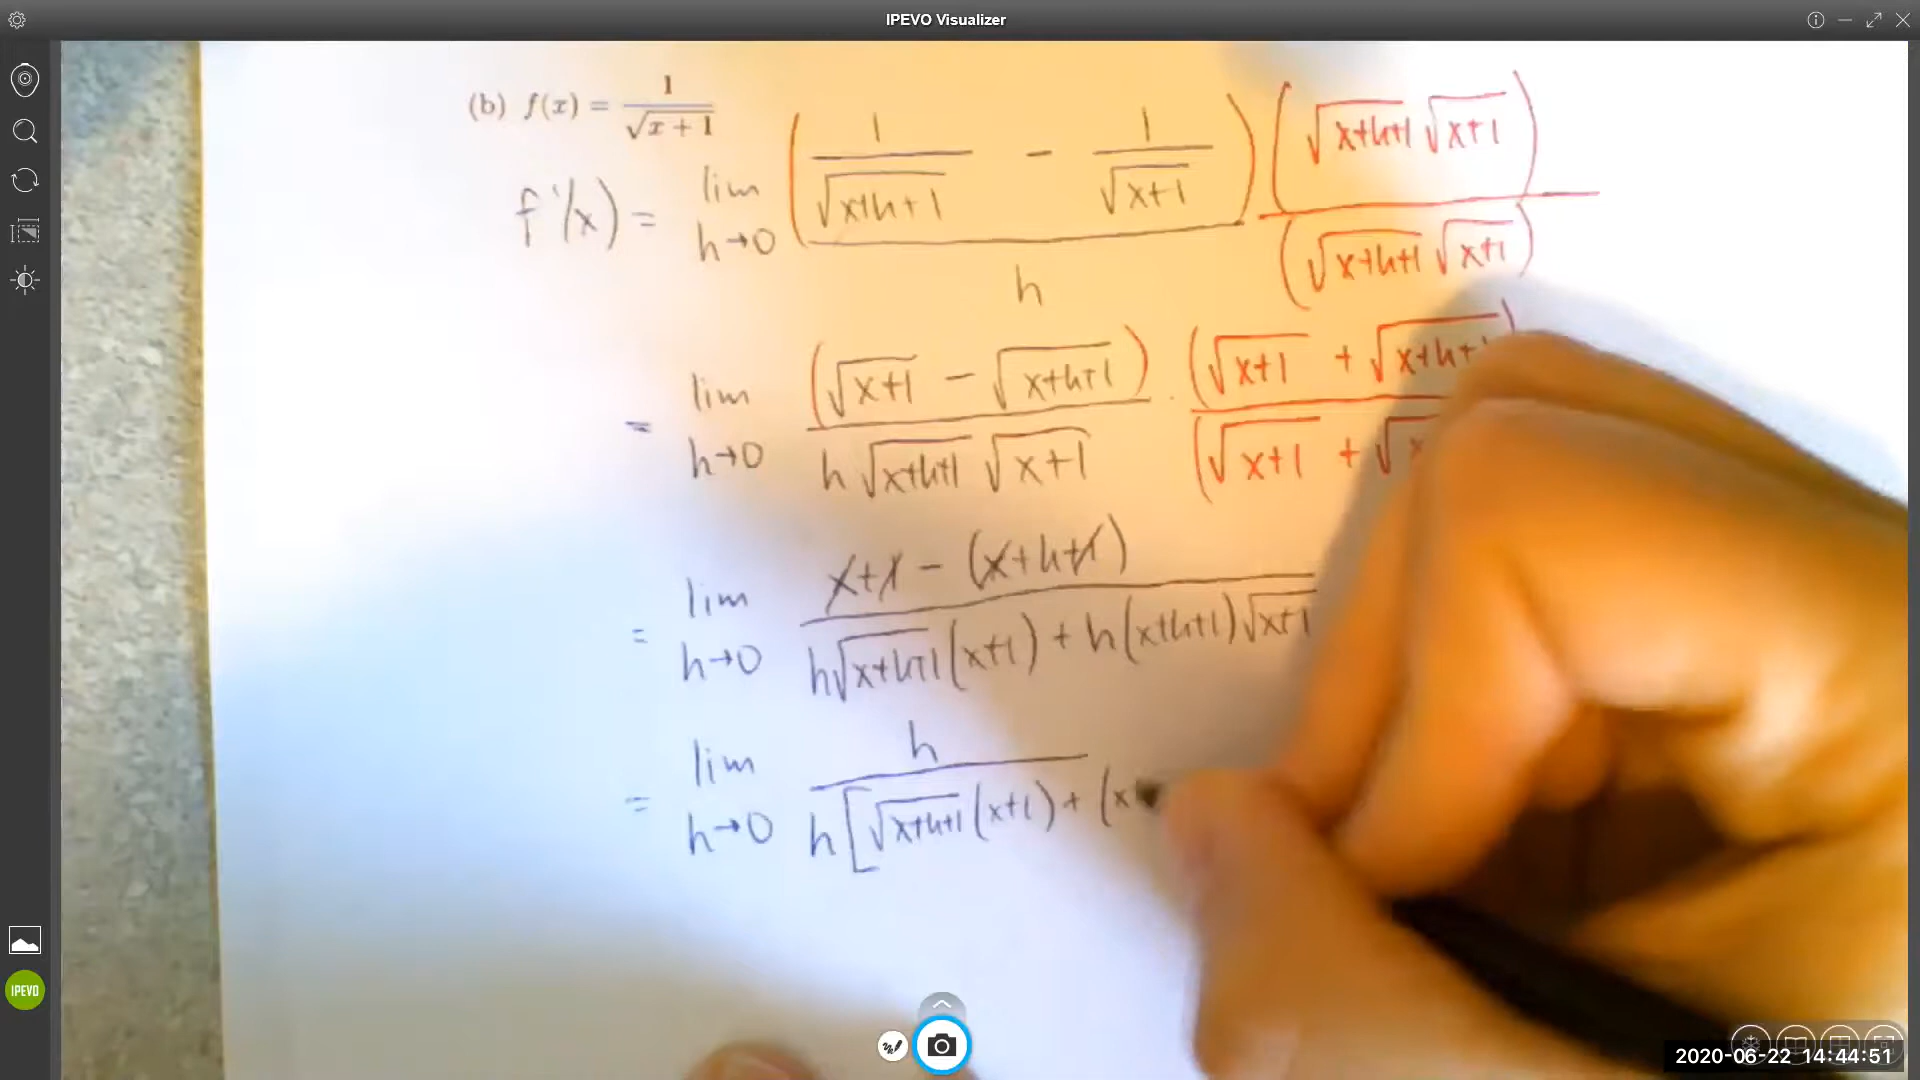 IPEVO Visualizer
(b) f(x) = 1/√(x + 1)
f'(x) = lim h→0 (1/√(x+h+1) − 1/√(x+1))/h (√(x+h+1) √(x+1))/(√(x+h+1) √(x+1))
= lim h→0 (√(x+1) − √(x+h+1))/(h√(x+h+1) √(x+1)) · (√(x+1) + √(x+h+1))/(√(x+1) + √x
= lim h→0 (x+1 − (x+h+1))/(h√(x+h+1)(x+1) + h(x+h+1)√(x+1))
= lim h→0 h/(h[√(x+h+1)(x+1) + (x
IPEVO
2020-06-22 14:44:51